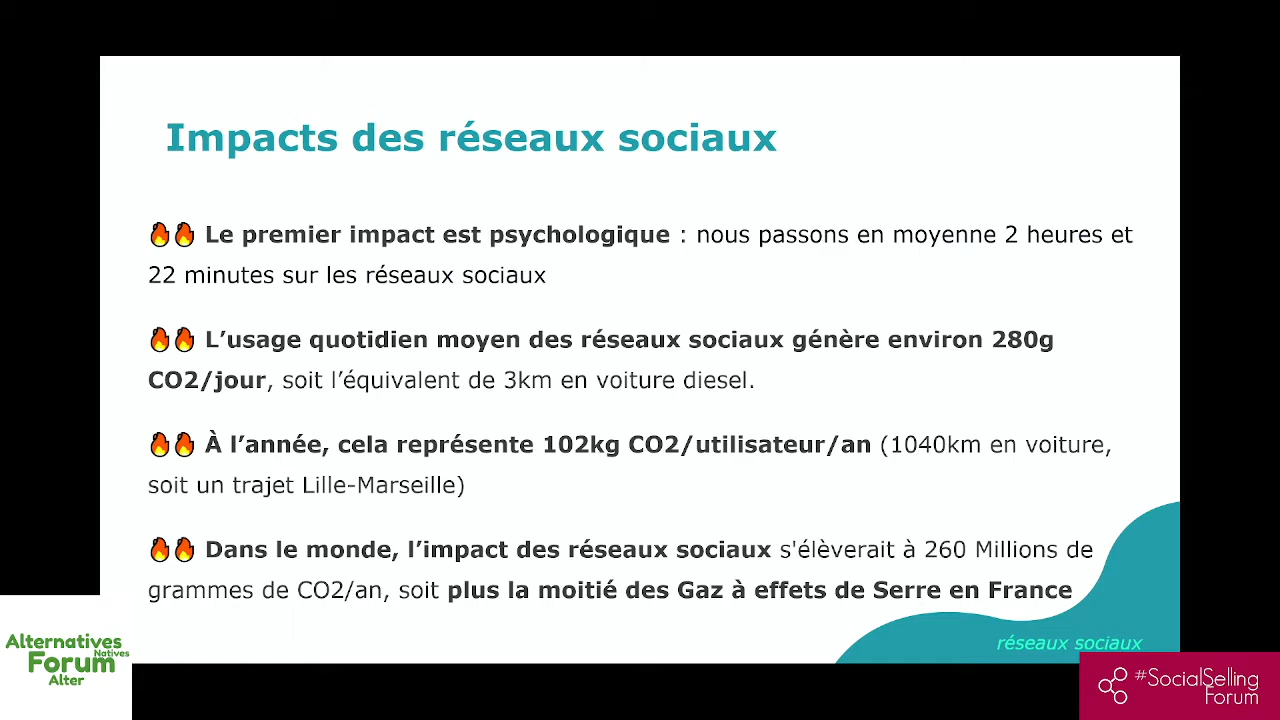 Impacts des réseaux sociaux
🔥🔥 Le premier impact est psychologique : nous passons en moyenne 2 heures et
22 minutes sur les réseaux sociaux
🔥🔥 L’usage quotidien moyen des réseaux sociaux génère environ 280g
CO2/jour, soit l’équivalent de 3km en voiture diesel.
🔥🔥 À l’année, cela représente 102kg CO2/utilisateur/an (1040km en voiture,
soit un trajet Lille-Marseille)
🔥🔥 Dans le monde, l’impact des réseaux sociaux s'élèverait à 260 Millions de
grammes de CO2/an, soit plus la moitié des Gaz à effets de Serre en France
réseaux sociaux
Alternatives
Natives
Forum
Alter
#SocialSelling
Forum